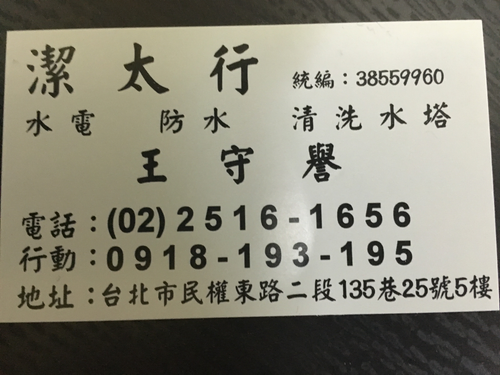 潔太行 統編：38559960
水電 防水 清洗水塔
王守譽
電話：(02)2516-1656
行動：0918-193-195
地址：台北市民權東路二段135巷25號5樓